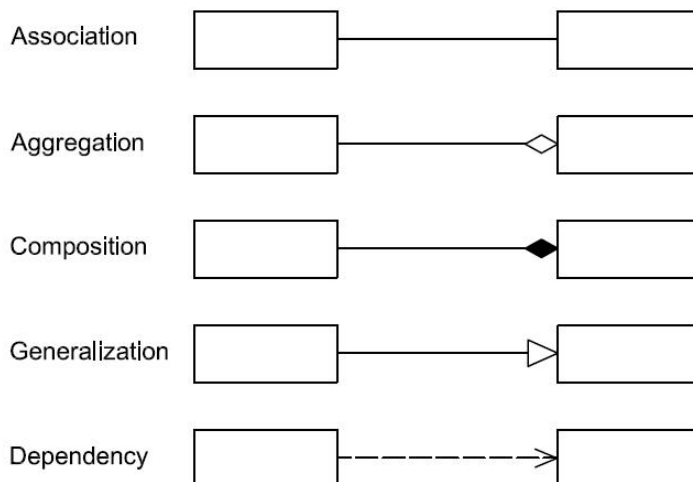 Association
Aggregation
Composition
Generalization
Dependency